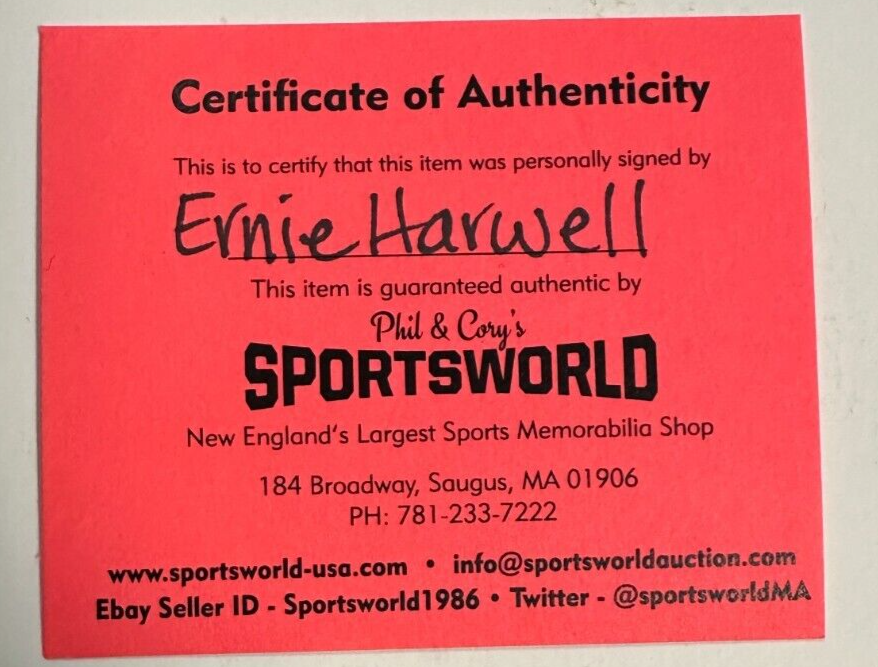 Certificate of Authenticity
This is to certify that this item was personally signed by
Ernie Harwell
This item is guaranteed authentic by
Phil & Cory's
SPORTSWORLD
New England's Largest Sports Memorabilia Shop
184 Broadway, Saugus, MA 01906
PH: 781-233-7222
www.sportsworld-usa.com • info@sportsworldauction.com
Ebay Seller ID - Sportsworld1986 • Twitter - @sportsworldMA